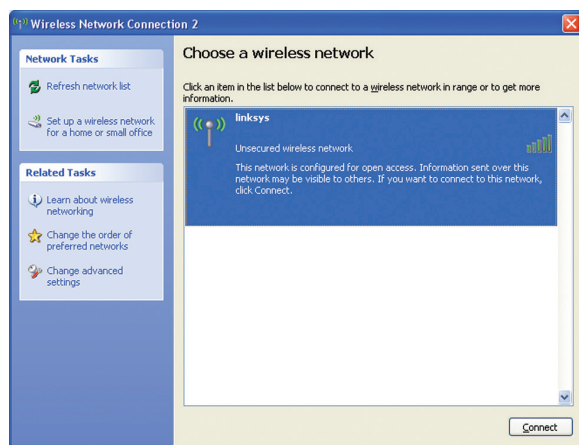 Wireless Network Connection 2
Network Tasks
Refresh network list
Set up a wireless network
for a home or small office
Related Tasks
Learn about wireless
networking
Change the order of
preferred networks
Change advanced
settings
Choose a wireless network
Click an item in the list below to connect to a wireless network in range or to get more
information.
linksys
Unsecured wireless network
This network is configured for open access. Information sent over this
network may be visible to others. If you want to connect to this network,
click Connect.
Connect